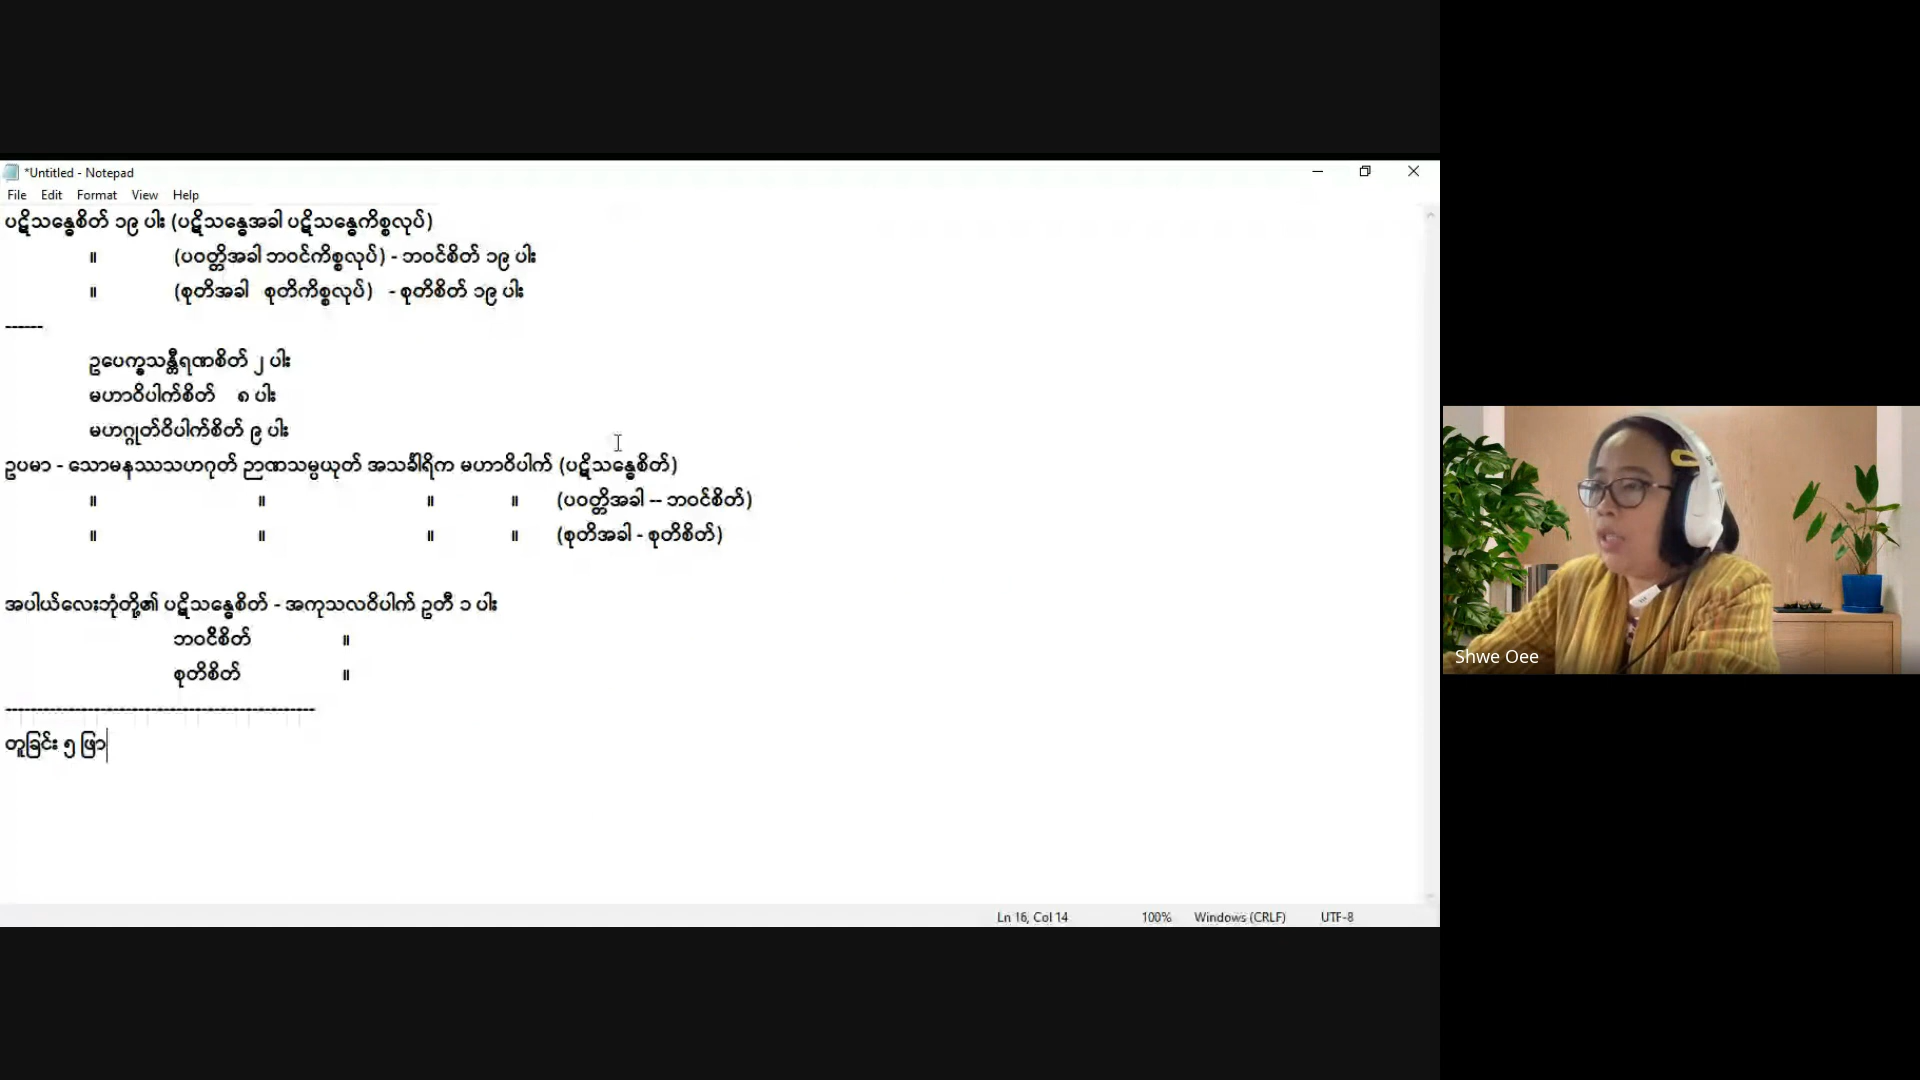 *Untitled - Notepad
File Edit Format View Help
ပဋိသန္ဓေစိတ် ၁၉ ပါး (ပဋိသန္ဓေအခါ ပဋိသန္ဓေကိစ္စလုပ်)
။ (ပဝတ္တိအခါ ဘဝင်ကိစ္စလုပ်) - ဘဝင်စိတ် ၁၉ ပါး
။ (စုတိအခါ စုတိကိစ္စလုပ်) - စုတိစိတ် ၁၉ ပါး
------
ဥပေက္ခသန္တီရဏစိတ် ၂ ပါး
မဟာဝိပါက်စိတ် ၈ ပါး
မဟဂ္ဂုတ်ဝိပါက်စိတ် ၉ ပါး
ဥပမာ - သောမနဿသဟဂုတ် ဉာဏသမ္ပယုတ် အသင်္ခါရိက မဟာဝိပါက် (ပဋိသန္ဓေစိတ်)
။ ။ ။ ။ (ပဝတ္တိအခါ -- ဘဝင်စိတ်)
။ ။ ။ ။ (စုတိအခါ - စုတိစိတ်)
အပါယ်လေးဘုံတို့၏ ပဋိသန္ဓေစိတ် - အကုသလဝိပါက် ဥတီ ၁ ပါး
ဘဝင်စိတ် ။
စုတိစိတ် ။
--------------------------------------------------
တူခြင်း ၅ ဖြာ
Ln 16, Col 14 100% Windows (CRLF) UTF-8
Shwe Oee